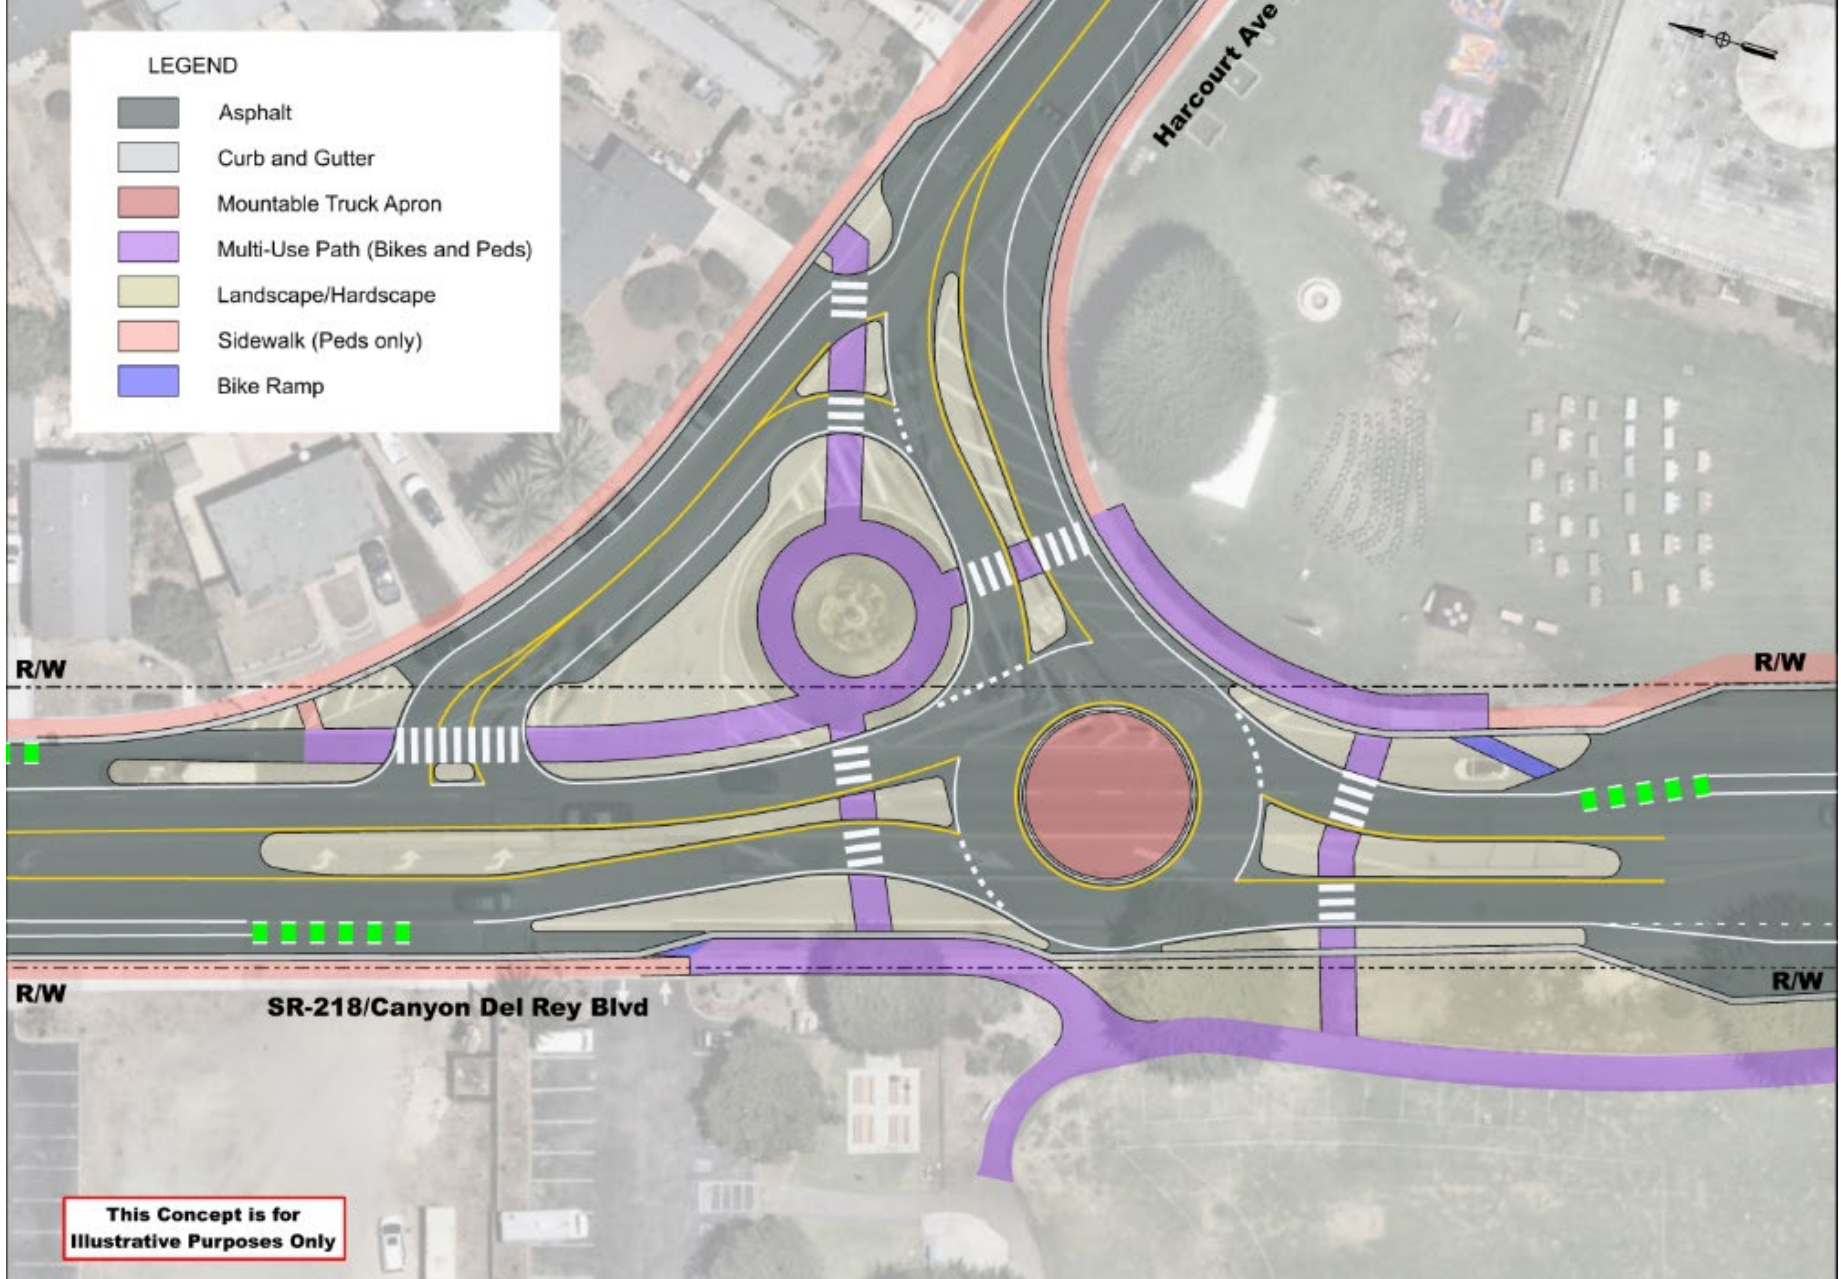 LEGEND
Asphalt
Curb and Gutter
Mountable Truck Apron
Multi-Use Path (Bikes and Peds)
Landscape/Hardscape
Sidewalk (Peds only)
Bike Ramp
Harcourt Ave
R/W
R/W
R/W
R/W
SR-218/Canyon Del Rey Blvd
This Concept is for
Illustrative Purposes Only